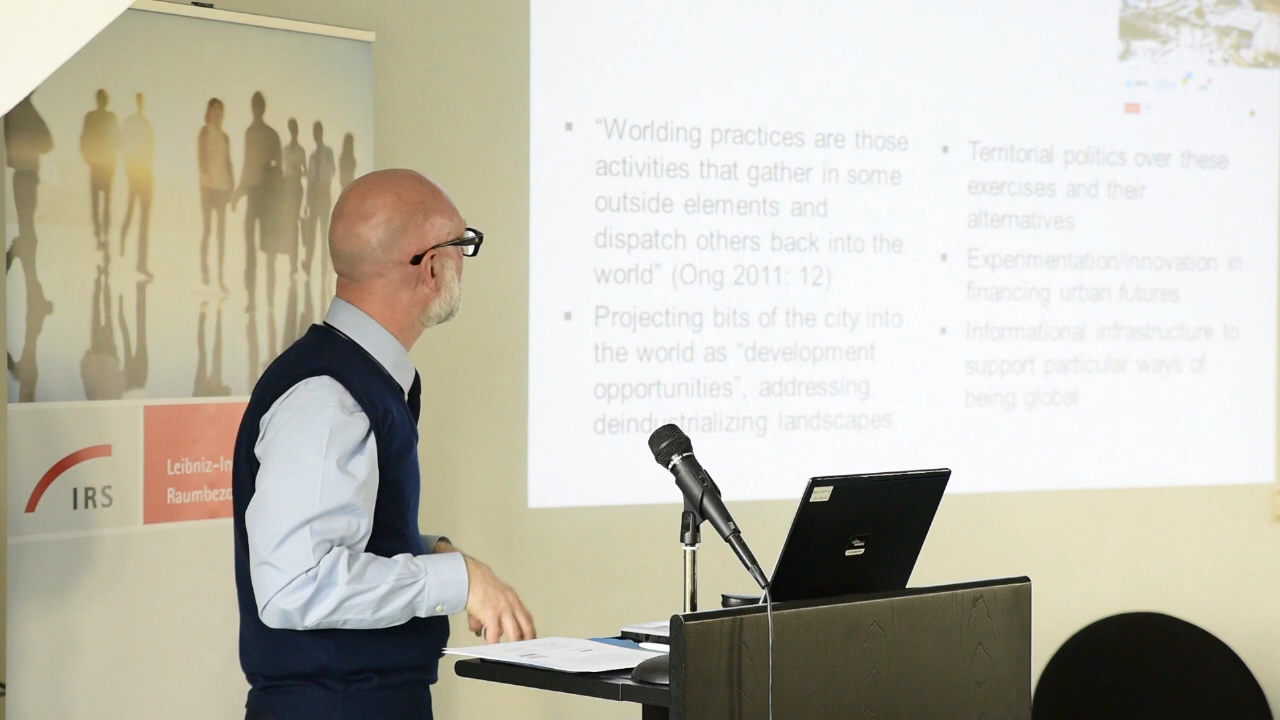 IRS
Leibniz-In
Raumbezo
"Worlding practices are those
activities that gather in some
outside elements and
dispatch others back into the
world" (Ong 2011: 12)
Projecting bits of the city into
the world as "development
opportunities", addressing
deindustrializing landscapes
Territorial politics over these
exercises and their
alternatives
Experimentation/innovation in
financing urban futures
Informational infrastructure to
support particular ways of
being global